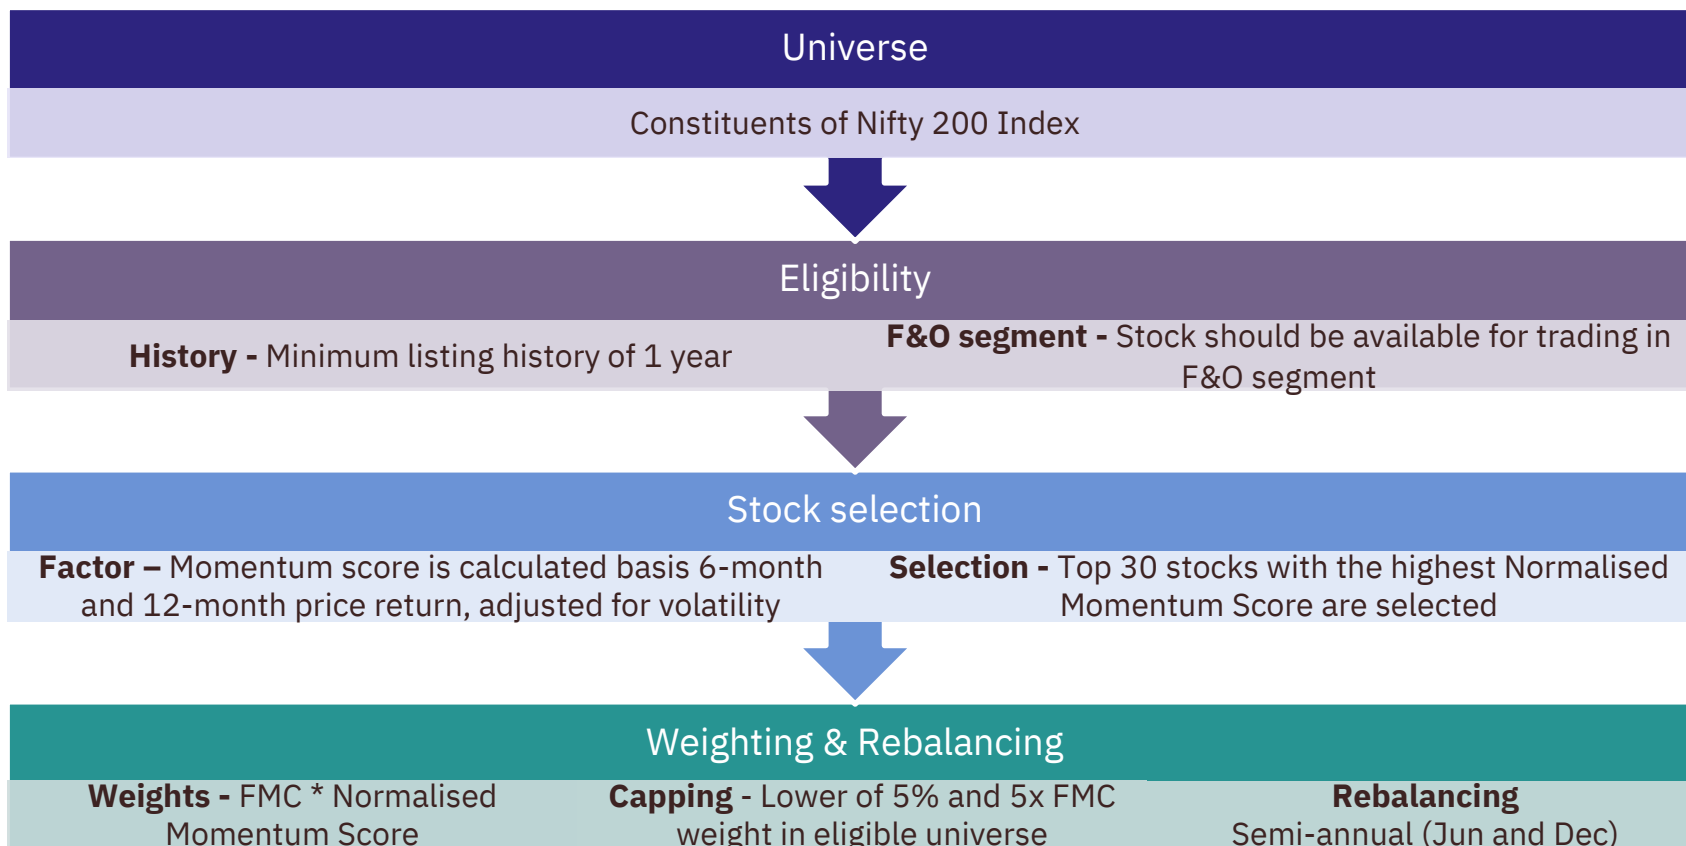 Universe
Constituents of Nifty 200 Index
Eligibility
History - Minimum listing history of 1 year
F&O segment - Stock should be available for trading in
F&O segment
Stock selection
Factor – Momentum score is calculated basis 6-month
and 12-month price return, adjusted for volatility
Selection - Top 30 stocks with the highest Normalised
Momentum Score are selected
Weighting & Rebalancing
Weights - FMC * Normalised
Momentum Score
Capping - Lower of 5% and 5x FMC
weight in eligible universe
Rebalancing
Semi-annual (Jun and Dec)